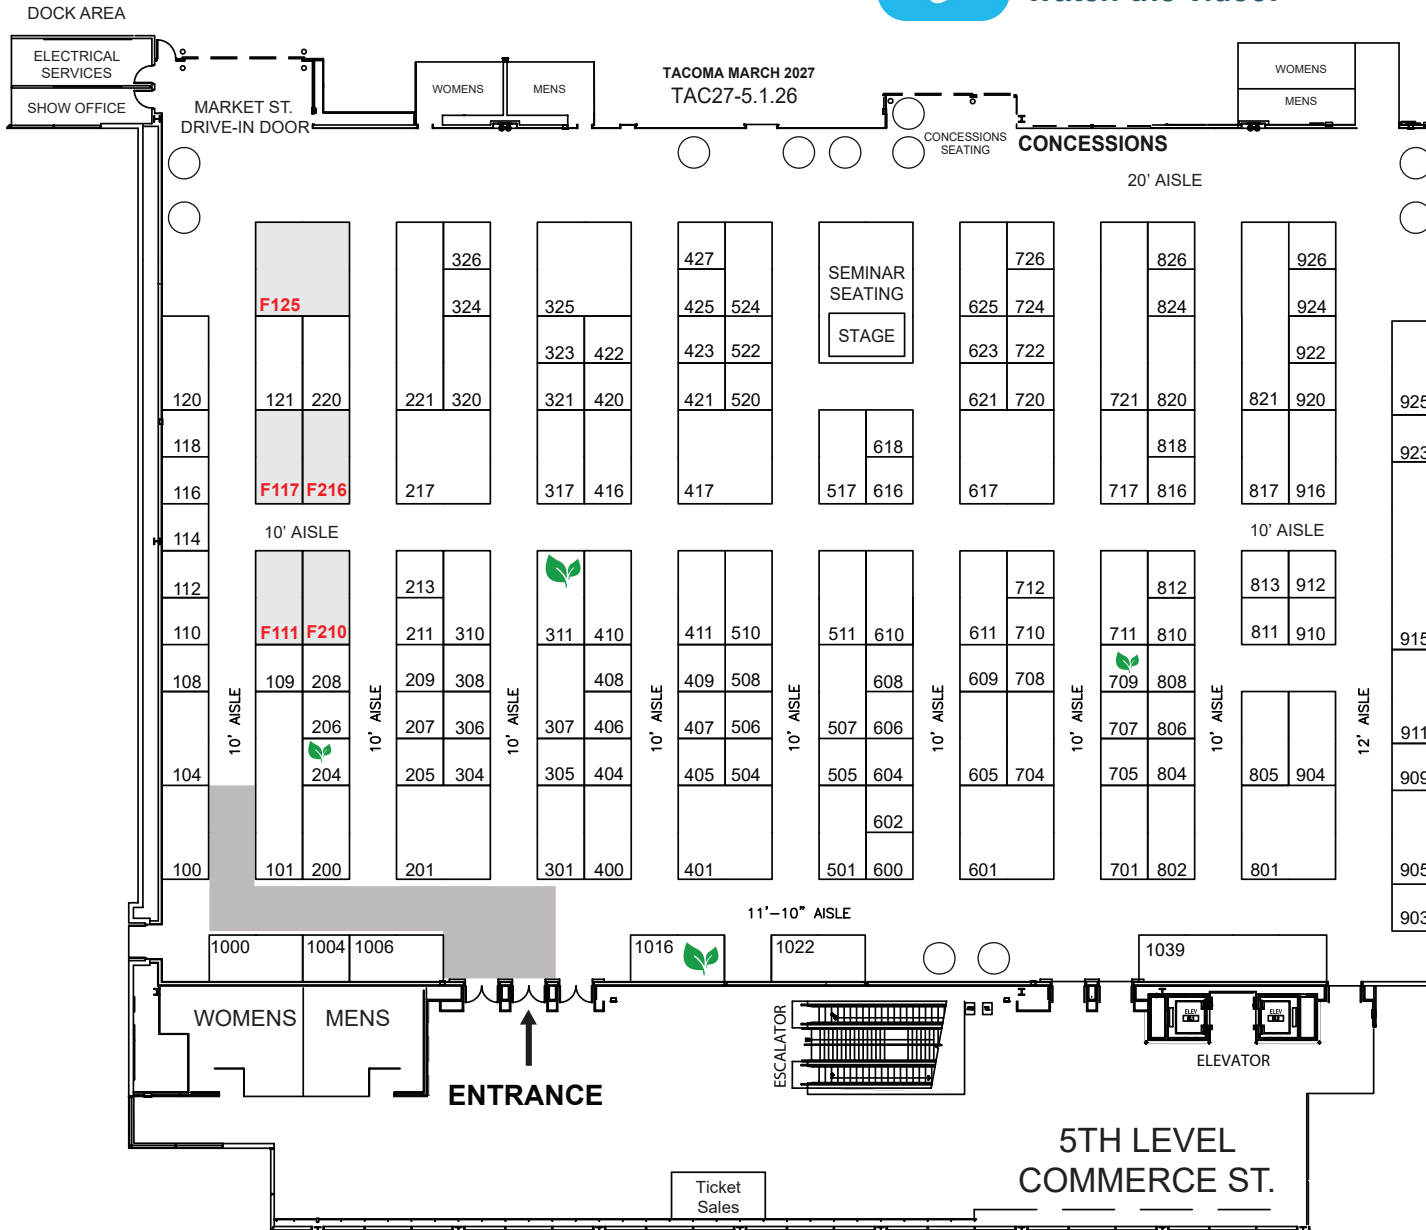 DOCK AREA
ELECTRICAL
SERVICES
SHOW OFFICE
MARKET ST.
DRIVE-IN DOOR
WOMENS
MENS
TACOMA MARCH 2027
TAC27-5.1.26
CONCESSIONS
SEATING
CONCESSIONS
WOMENS
MENS
20' AISLE
326
427
726
826
926
SEMINAR
SEATING
F125
324
325
425 524
625 724
824
924
STAGE
323 422
423 522
623 722
922
120
121 220
221 320
321 420
421 520
621 720
721 820
821 920
925
118
618
818
923
116
F117 F216
217
317 416
417
517 616
617
717 816
817 916
114
10' AISLE
10' AISLE
112
213
712
812
813 912
110
F111 F210
211 310
311 410
411 510
511 610
611 710
711 810
811 910
915
108
109 208
209 308
408
409 508
608
609 708
709 808
206
207 306
307 406
407 506
507 606
707 806
911
10' AISLE
10' AISLE
10' AISLE
10' AISLE
10' AISLE
10' AISLE
10' AISLE
10' AISLE
12' AISLE
104
204
205 304
305 404
405 504
505 604
605 704
705 804
805 904
909
602
100
101 200
201
301 400
401
501 600
601
701 802
801
905
11'-10" AISLE
903
1000
1004
1006
1016
1022
1039
WOMENS
MENS
ESCALATOR
ELEV
ELEV
ELEVATOR
ENTRANCE
5TH LEVEL
COMMERCE ST.
Ticket
Sales